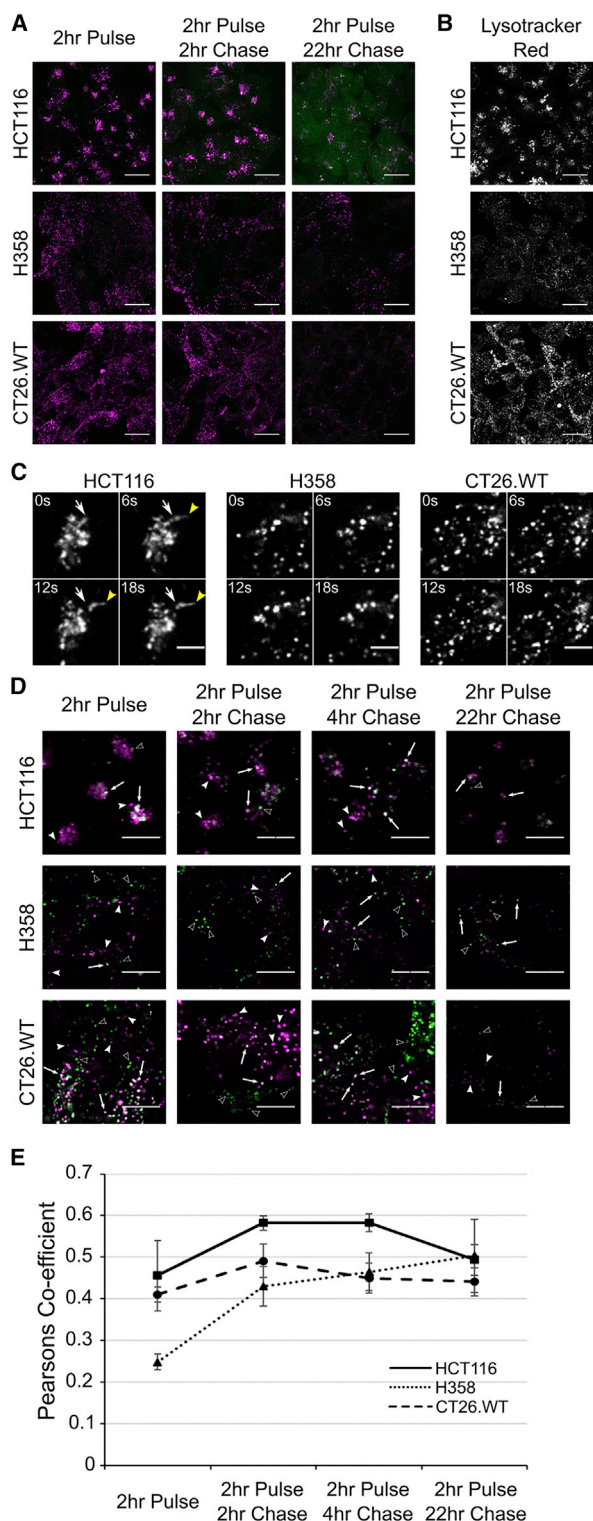 A
2hr Pulse
2hr Pulse
2hr Chase
2hr Pulse
22hr Chase
HCT116
H358
CT26.WT
B
Lysotracker
Red
HCT116
H358
CT26.WT
C
HCT116
H358
CT26.WT
0s
6s
12s
18s
0s
6s
12s
18s
0s
6s
12s
18s
D
2hr Pulse
2hr Pulse
2hr Chase
2hr Pulse
4hr Chase
2hr Pulse
22hr Chase
HCT116
H358
CT26.WT
E
Pearsons Co-efficient
0.7
0.6
0.5
0.4
0.3
0.2
0.1
0
HCT116
H358
CT26.WT
2hr Pulse
2hr Pulse
2hr Chase
2hr Pulse
4hr Chase
2hr Pulse
22hr Chase